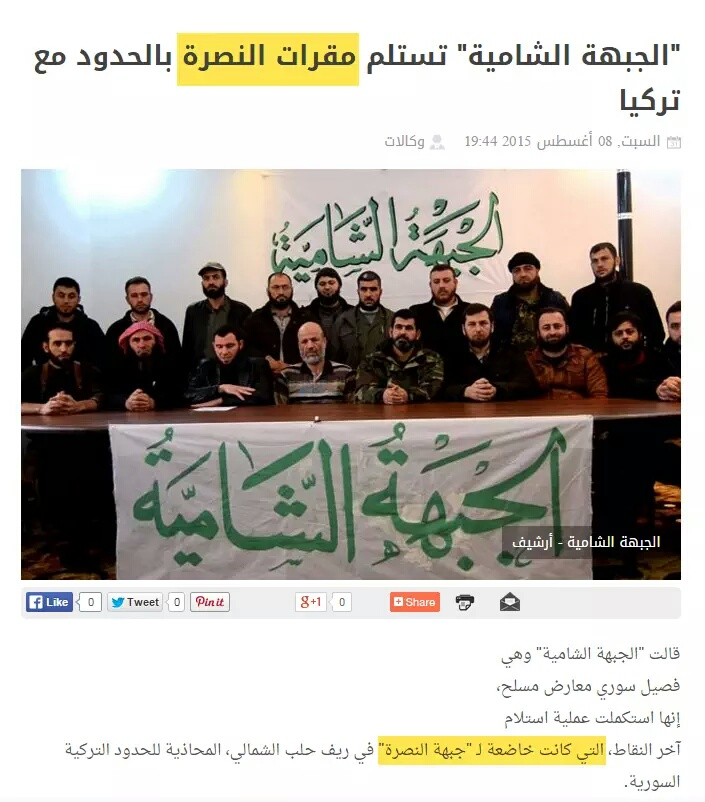 "الجبهة الشامية" تستلم مقرات النصرة بالحدود مع
تركيا
السبت, 08 أغسطس 2015 19:44 وكالات
الجبهة الشامية
الجَبْهَةُ الشَّاميَّة
الجبهة الشامية - أرشيف
Like 0 Tweet 0 Pin it g+1 0 Share
قالت "الجبهة الشامية" وهي
فصيل سوري معارض مسلح،
إنها استكملت عملية استلام
آخر النقاط، التي كانت خاضعة لـ "جبهة النصرة" في ريف حلب الشمالي، المحاذية للحدود التركية
السورية.